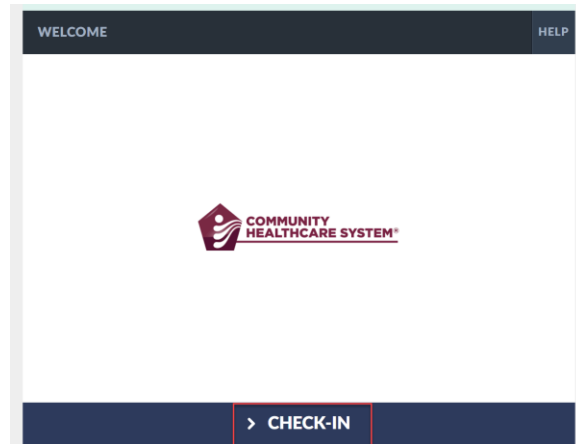 WELCOME
HELP
COMMUNITY
HEALTHCARE SYSTEM®
> CHECK-IN